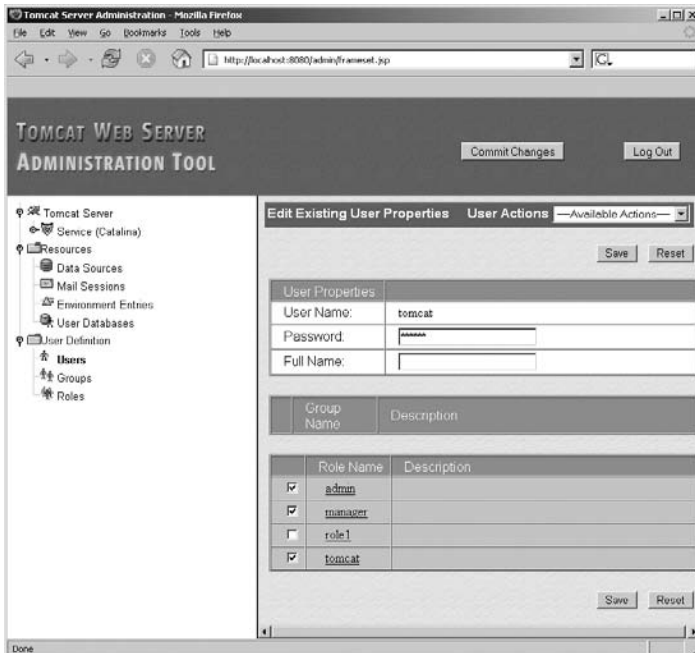 Tomcat Server Administration - Mozilla Firefox
File Edit View Go Bookmarks Tools Help
http://localhost:8080/admin/frameset.jsp
TOMCAT WEB SERVER
ADMINISTRATION TOOL
Commit Changes
Log Out
Tomcat Server
Service (Catalina)
Resources
Data Sources
Mail Sessions
Environment Entries
User Databases
User Definition
Users
Groups
Roles
Edit Existing User Properties User Actions —Available Actions—
Save Reset
User Properties
User Name: tomcat
Password: ******
Full Name:
Group Name Description
Role Name Description
admin
manager
role1
tomcat
Save Reset
Done